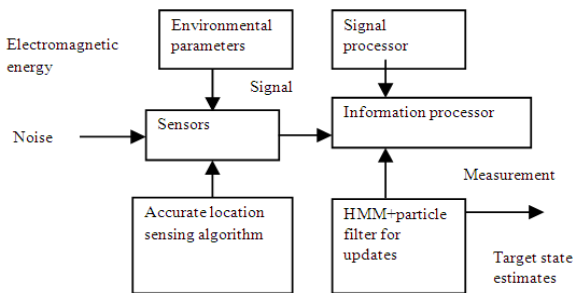 Electromagnetic
energy
Environmental
parameters
Signal
processor
Signal
Noise
Sensors
Information processor
Accurate location
sensing algorithm
HMM+particle
filter for
updates
Measurement
Target state
estimates